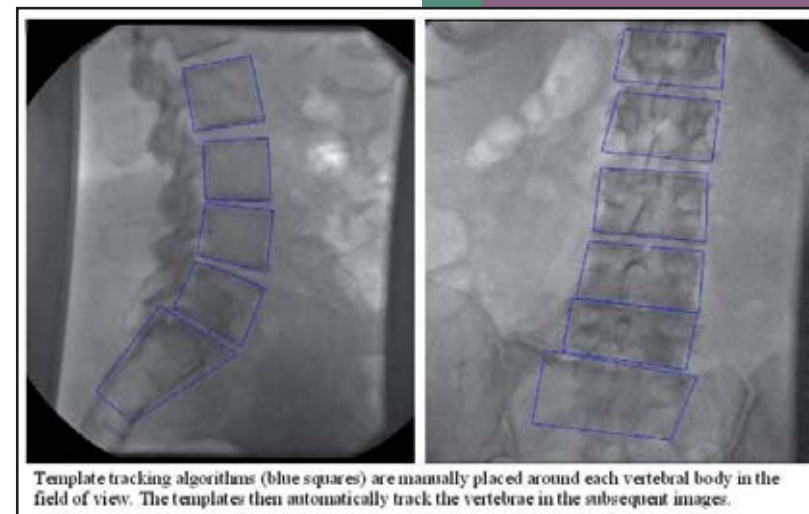 Template tracking algorithms (blue squares) are manually placed around each vertebral body in the
field of view. The templates then automatically track the vertebrae in the subsequent images.